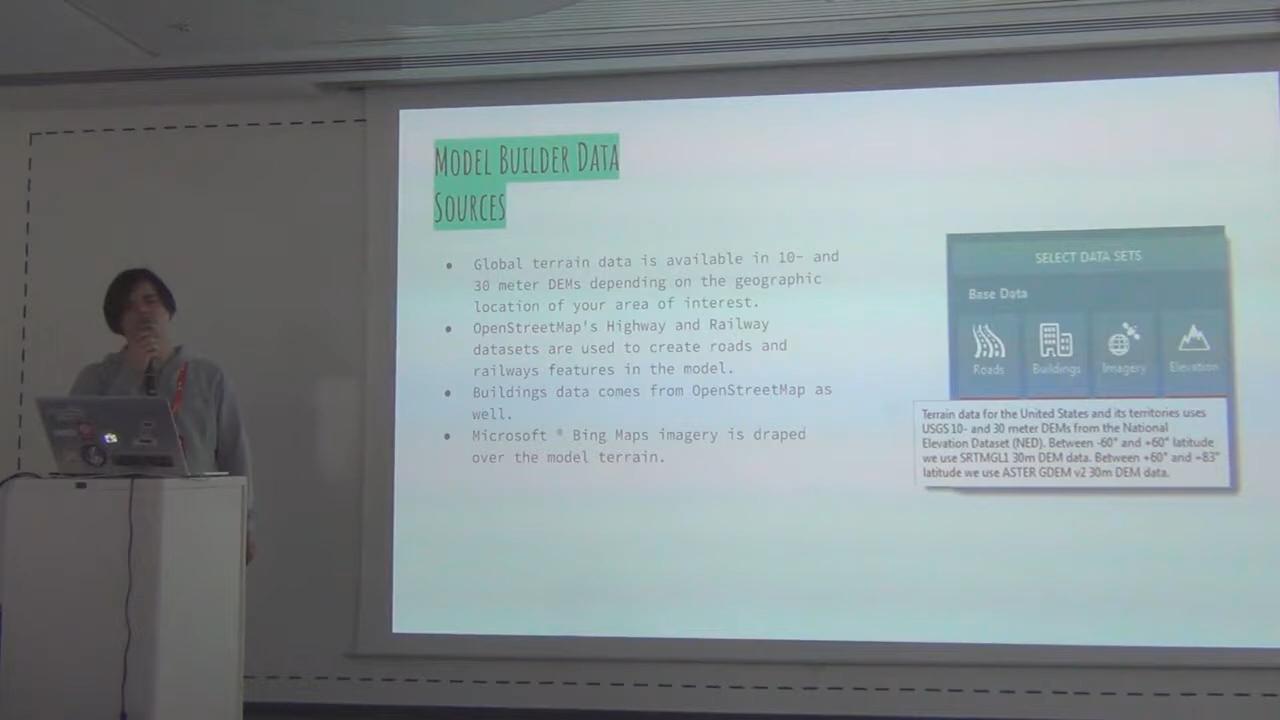 MODEL BUILDER DATA
SOURCES
● Global terrain data is available in 10- and
30 meter DEMs depending on the geographic
location of your area of interest.
● OpenStreetMap's Highway and Railway
datasets are used to create roads and
railways features in the model.
● Buildings data comes from OpenStreetMap as
well.
● Microsoft ® Bing Maps imagery is draped
over the model terrain.
SELECT DATA SETS
Base Data
Roads Buildings Imagery Elevation
Terrain data for the United States and its territories uses
USGS 10- and 30 meter DEMs from the National
Elevation Dataset (NED). Between -60° and +60° latitude
we use SRTMGL1 30m DEM data. Between +60° and +83°
latitude we use ASTER GDEM v2 30m DEM data.